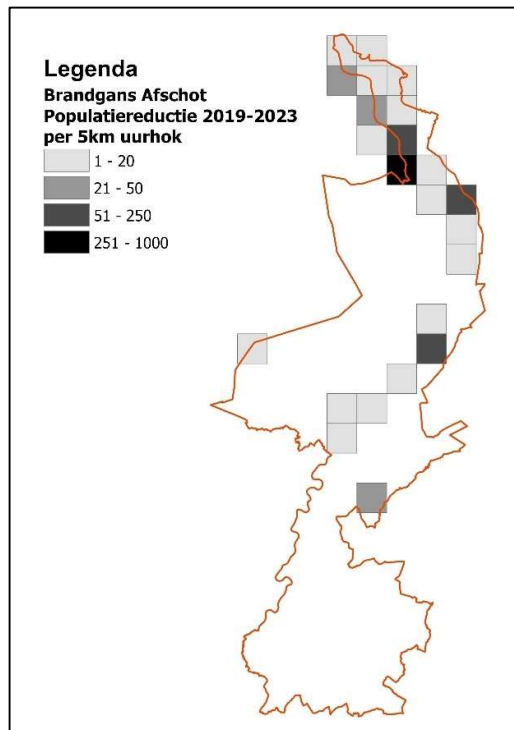 Legenda
Brandgans Afschot
Populatiereductie 2019-2023
per 5km uurhok
1 - 20
21 - 50
51 - 250
251 - 1000